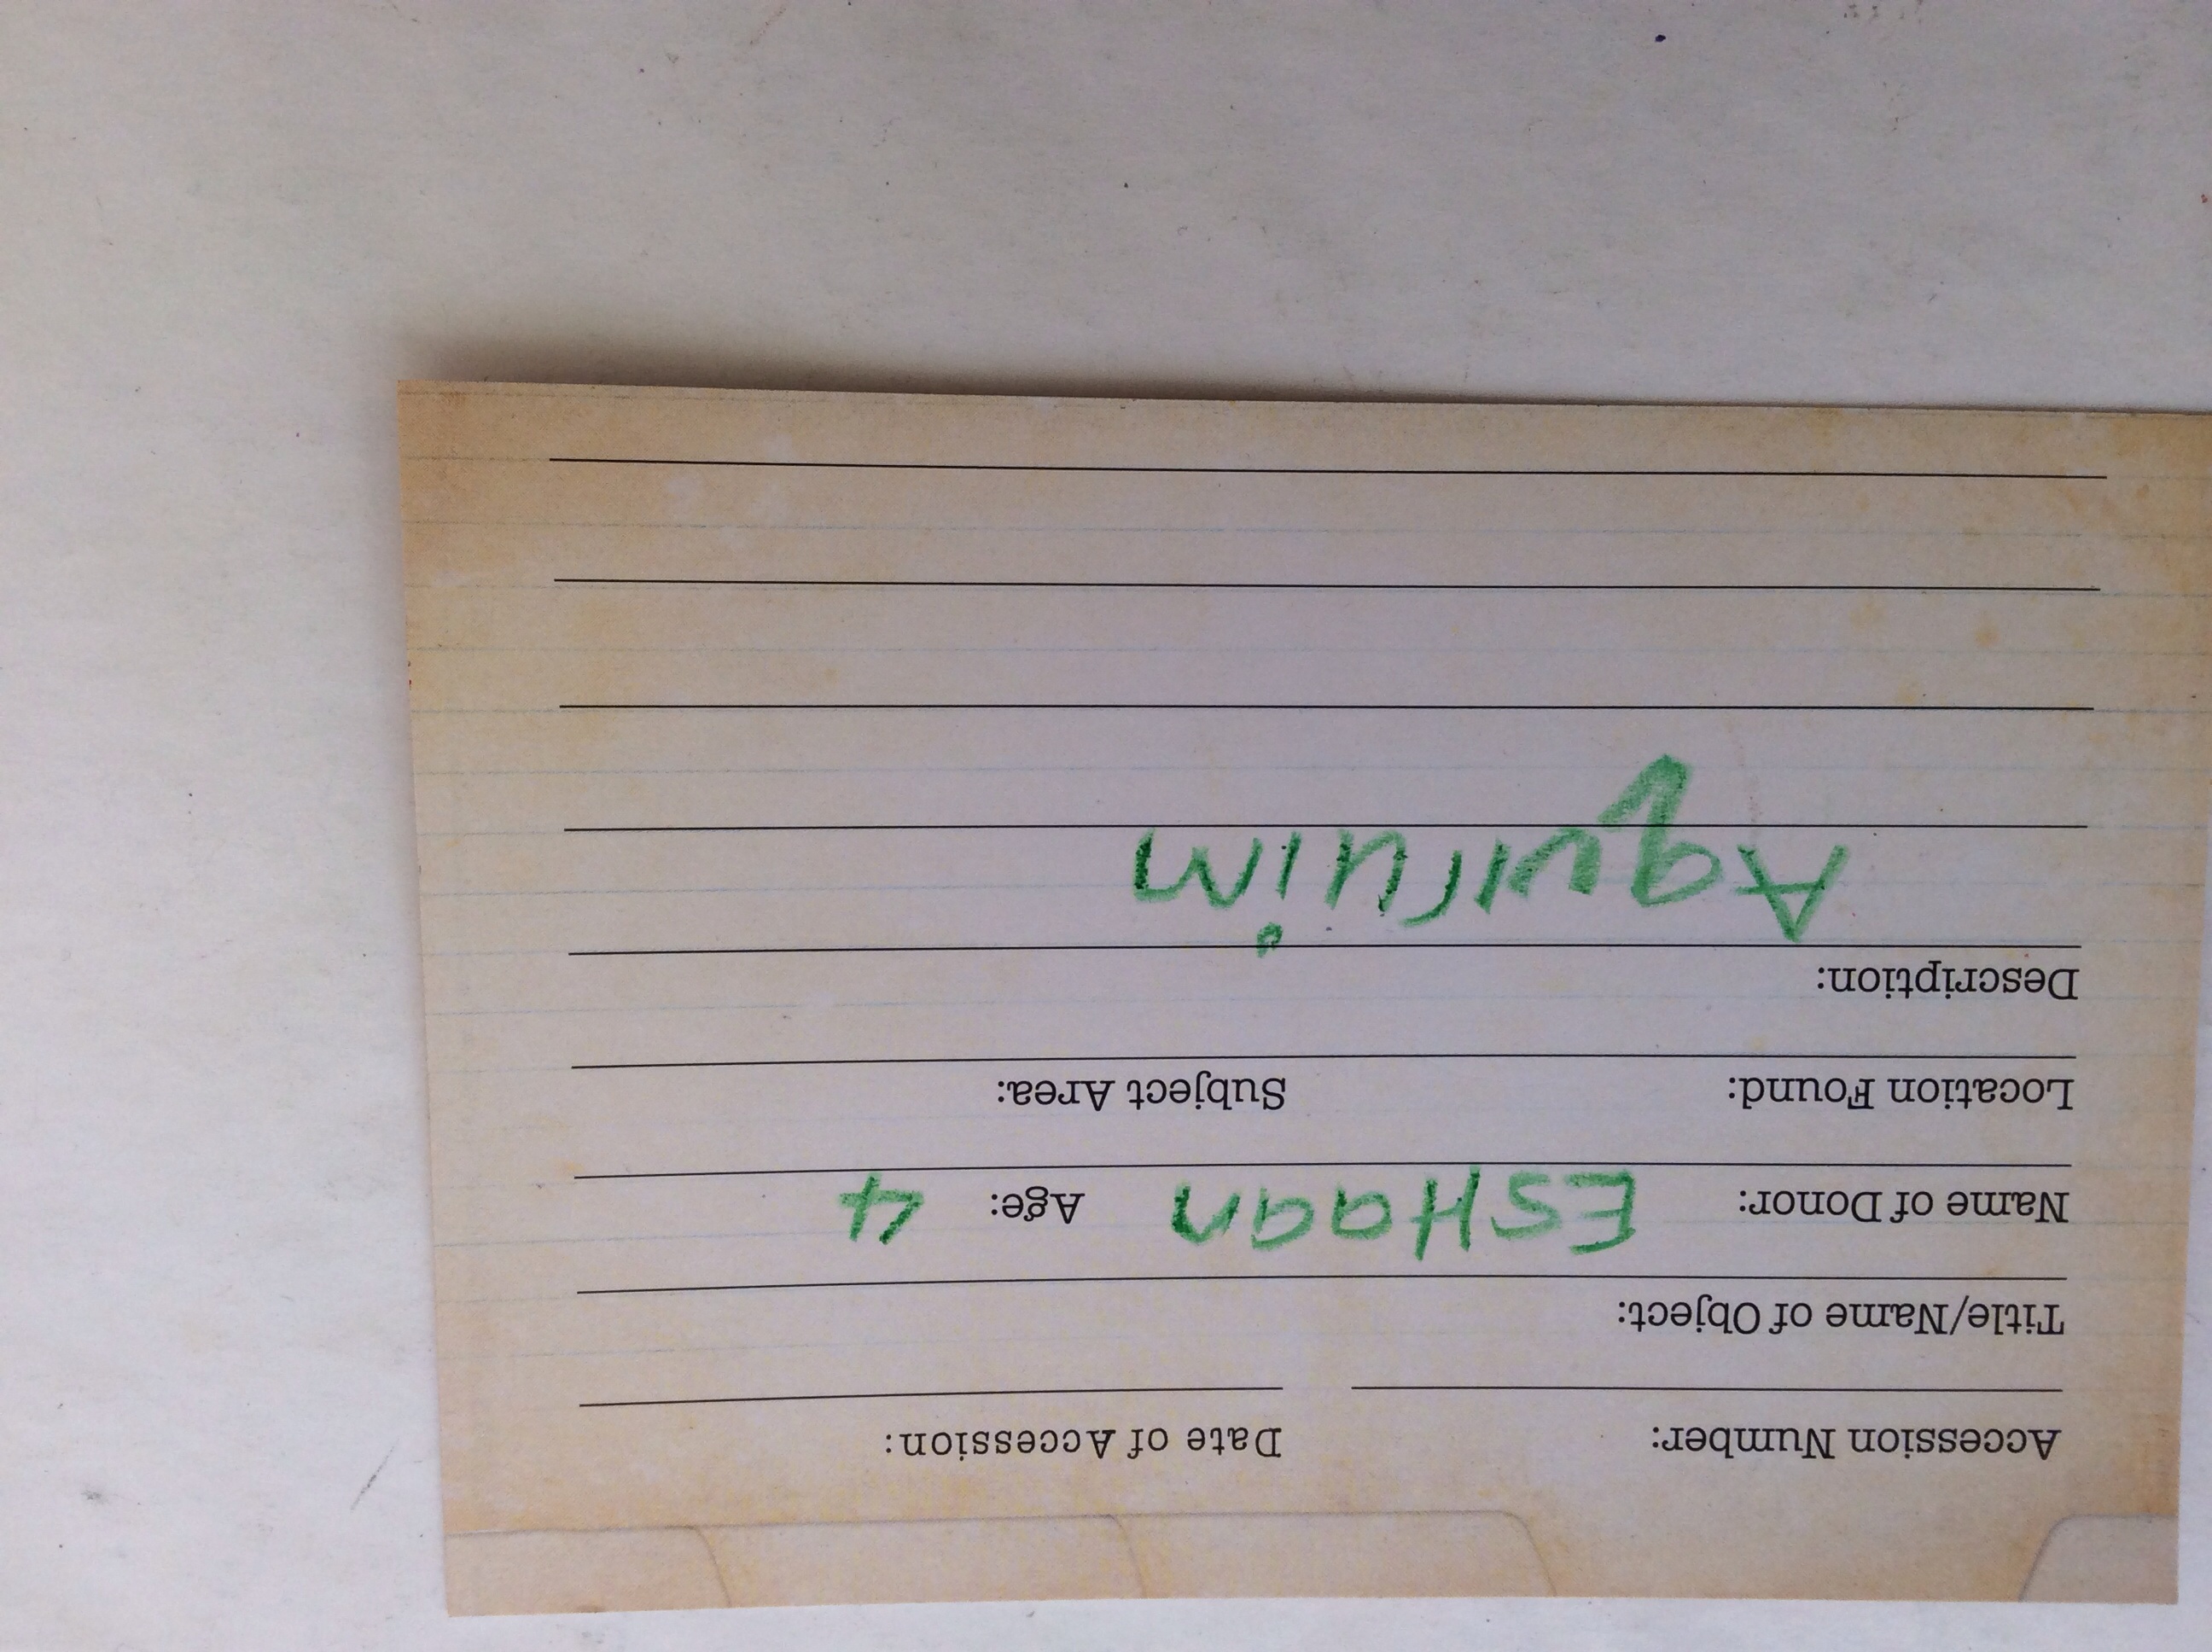 Accession Number: Date of Accession:
Title/Name of Object:
Name of Donor: ESHaan Age: 4
Location Found: Subject Area:
Description:
Aqurium